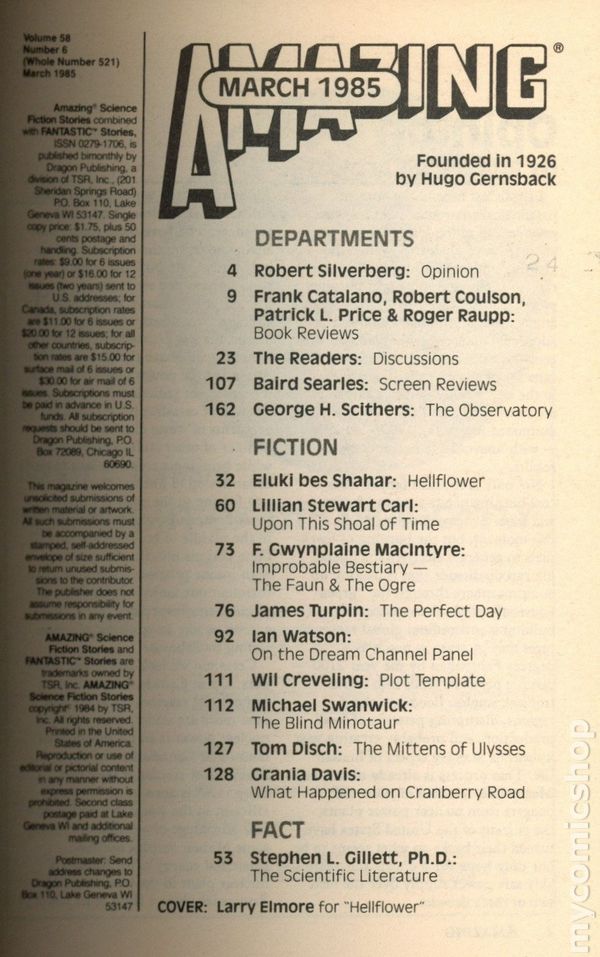 Volume 58
Number 6
(Whole Number 521)
March 1985
Amazing® Science
Fiction Stories combined
with FANTASTIC™ Stories,
ISSN 0279-1706, is
published bimonthly by
Dragon Publishing, a
division of TSR, Inc., (201
Sheridan Springs Road)
P.O. Box 110, Lake
Geneva WI 53147. Single
copy price: $1.75, plus 50
cents postage and
handling. Subscription
rates: $9.00 for 6 issues
(one year) or $16.00 for 12
issues (two years) sent to
U.S. addresses; for
Canada, subscription rates
are $11.00 for 6 issues or
$20.00 for 12 issues; for all
other countries, subscrip-
tion rates are $15.00 for
surface mail of 6 issues or
$30.00 for air mail of 6
issues. Subscriptions must
be paid in advance in U.S.
funds. All subscription
requests should be sent to
Dragon Publishing, P.O.
Box 72089, Chicago IL
60690.
This magazine welcomes
unsolicited submissions of
written material or artwork.
All such submissions must
be accompanied by a
stamped, self-addressed
envelope of size sufficient
to return unused submis-
sions to the contributor.
The publisher does not
assume responsibility for
submissions in any event.
AMAZING® Science
Fiction Stories and
FANTASTIC™ Stories are
trademarks owned by
TSR, Inc. AMAZING®
Science Fiction Stories
copyright® 1984 by TSR,
Inc. All rights reserved.
Printed in the United
States of America.
Reproduction or use of
editorial or pictorial content
in any manner without
express permission is
prohibited. Second class
postage paid at Lake
Geneva WI and additional
mailing offices.
Postmaster: Send
address changes to
Dragon Publishing, P.O.
Box 110, Lake Geneva WI
53147
AMAZING®
MARCH 1985
Founded in 1926
by Hugo Gernsback
DEPARTMENTS
24
4 Robert Silverberg: Opinion
9 Frank Catalano, Robert Coulson,
Patrick L. Price & Roger Raupp:
Book Reviews
23 The Readers: Discussions
107 Baird Searles: Screen Reviews
162 George H. Scithers: The Observatory
FICTION
32 Eluki bes Shahar: Hellflower
60 Lillian Stewart Carl:
Upon This Shoal of Time
73 F. Gwynplaine MacIntyre:
Improbable Bestiary —
The Faun & The Ogre
76 James Turpin: The Perfect Day
92 Ian Watson:
On the Dream Channel Panel
111 Wil Creveling: Plot Template
112 Michael Swanwick:
The Blind Minotaur
127 Tom Disch: The Mittens of Ulysses
128 Grania Davis:
What Happened on Cranberry Road
FACT
53 Stephen L. Gillett, Ph.D.:
The Scientific Literature
COVER: Larry Elmore for "Hellflower"
mycomicshop